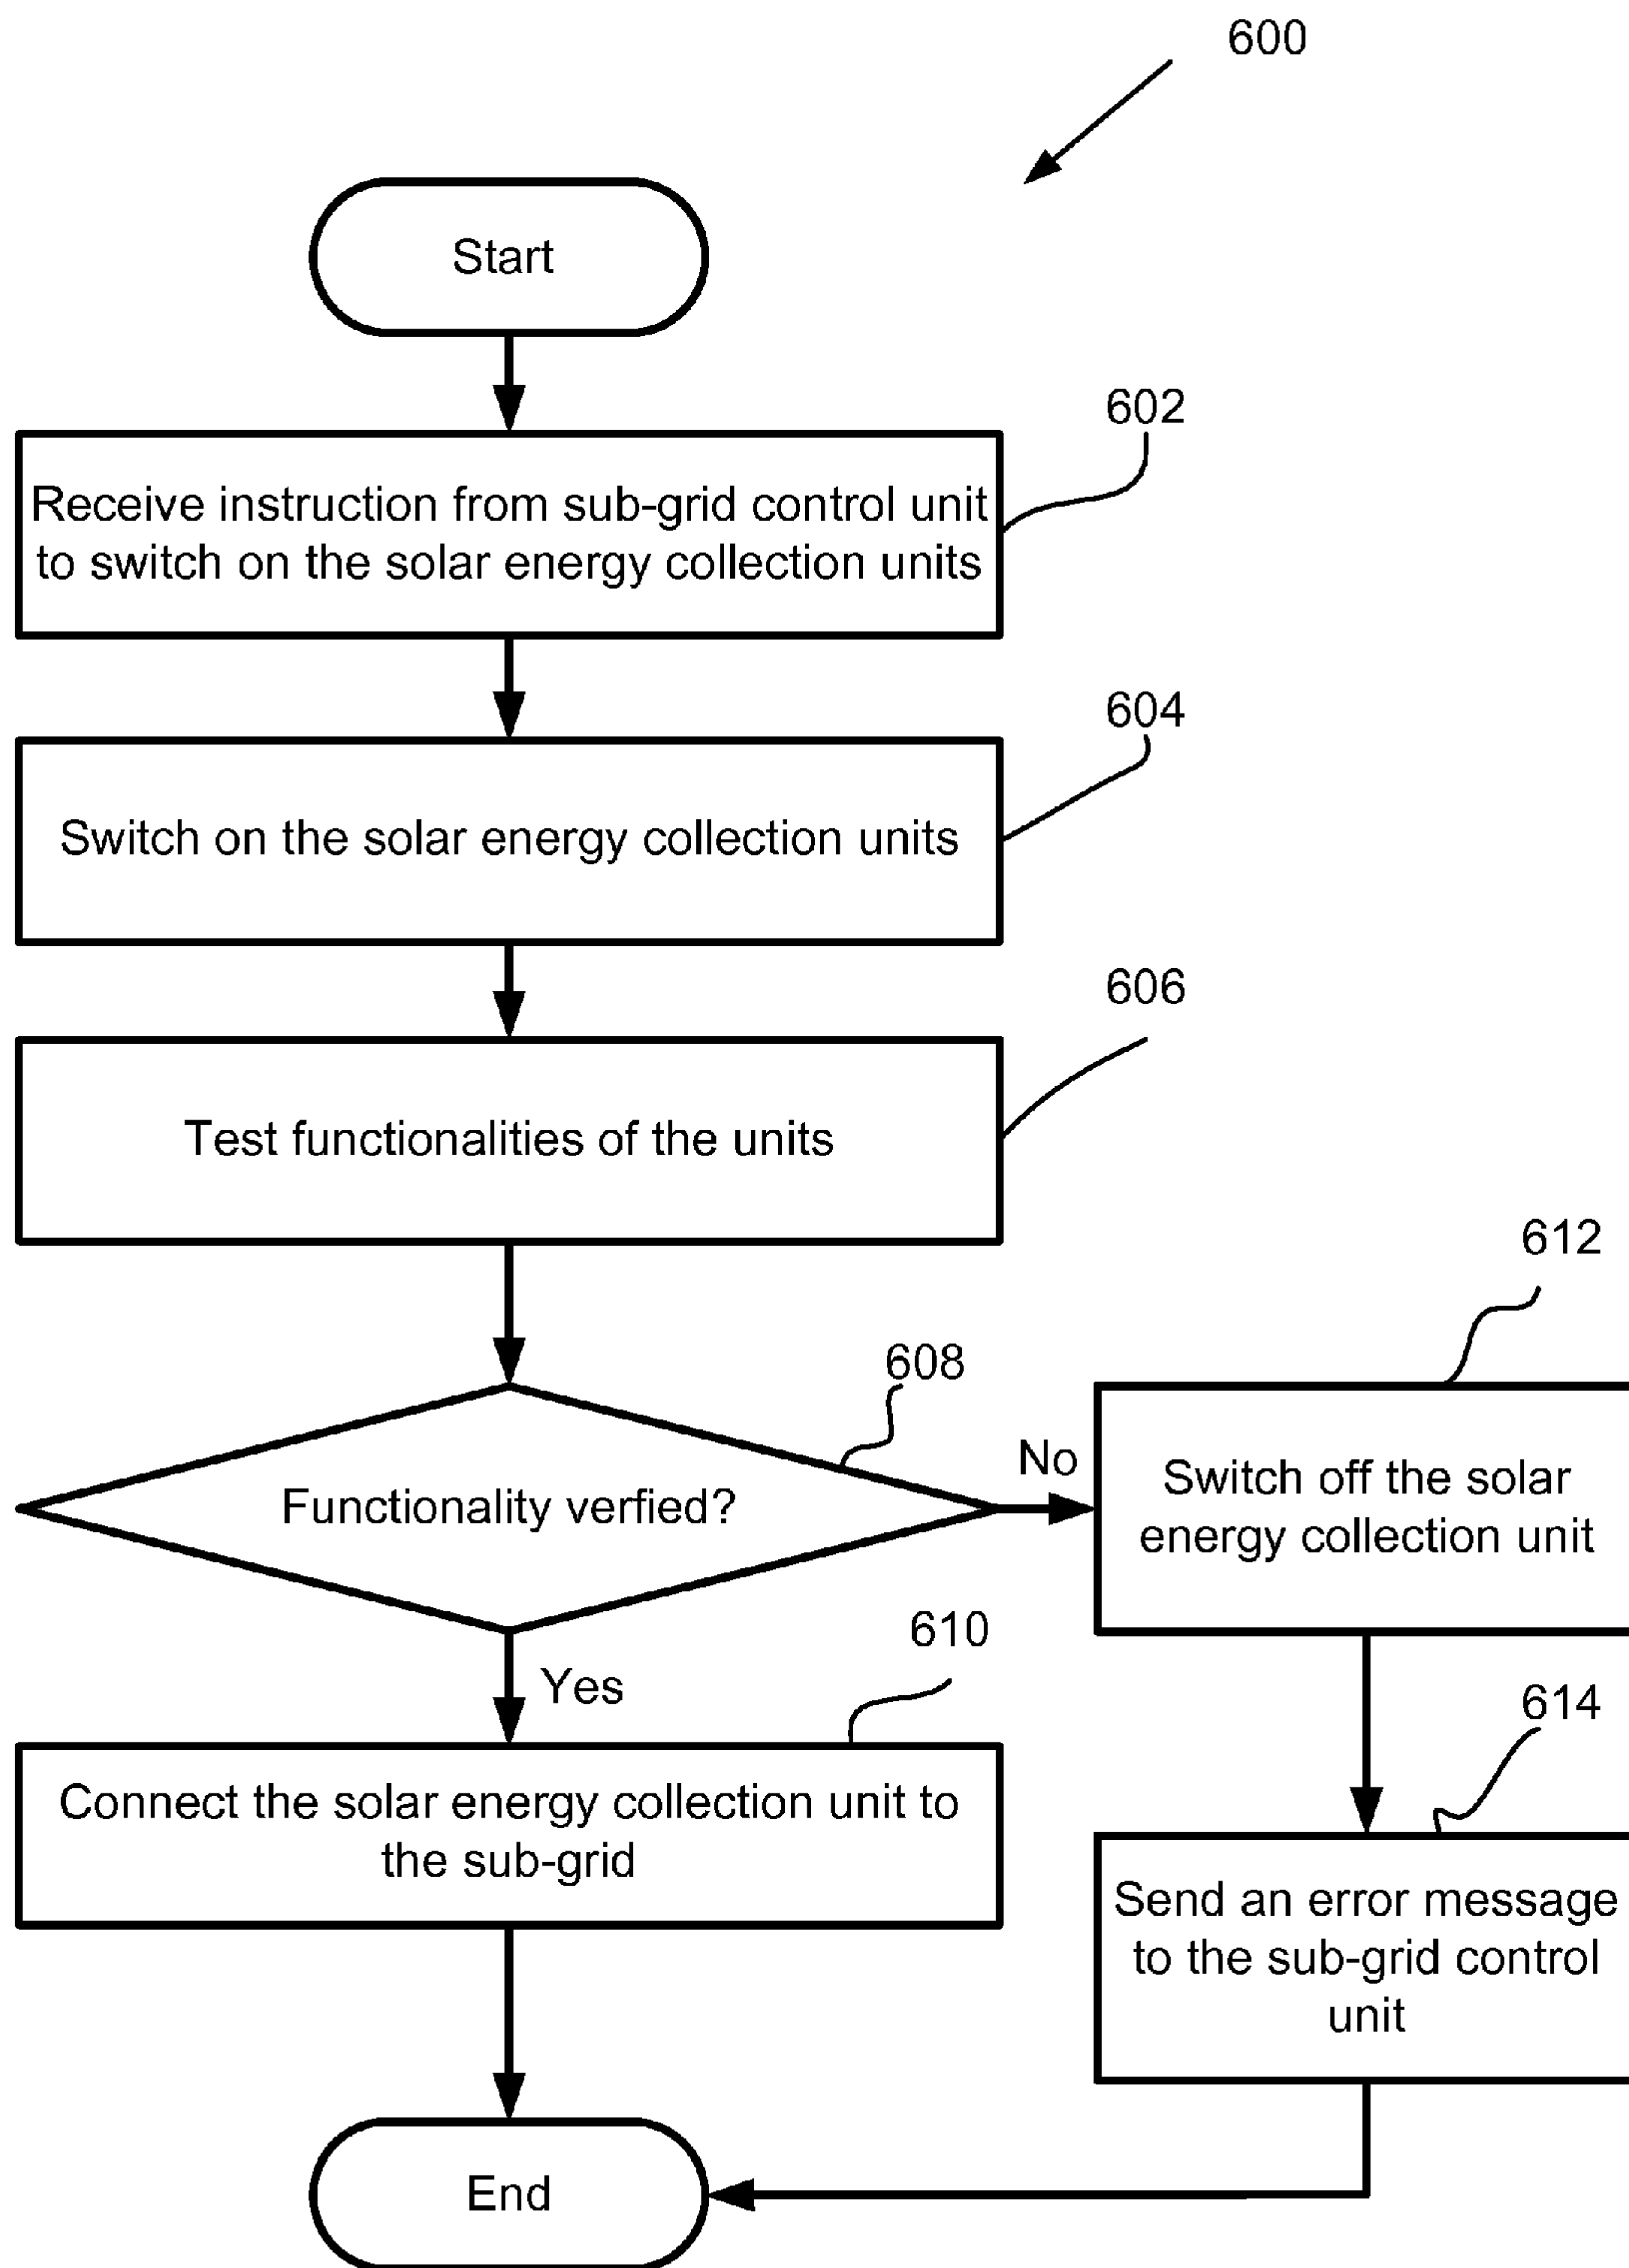 600
Start
602
Receive instruction from sub-grid control unit
to switch on the solar energy collection units
604
Switch on the solar energy collection units
606
Test functionalities of the units
608
Functionality verfied?
No
612
Switch off the solar
energy collection unit
Yes
610
Connect the solar energy collection unit to
the sub-grid
614
Send an error message
to the sub-grid control
unit
End